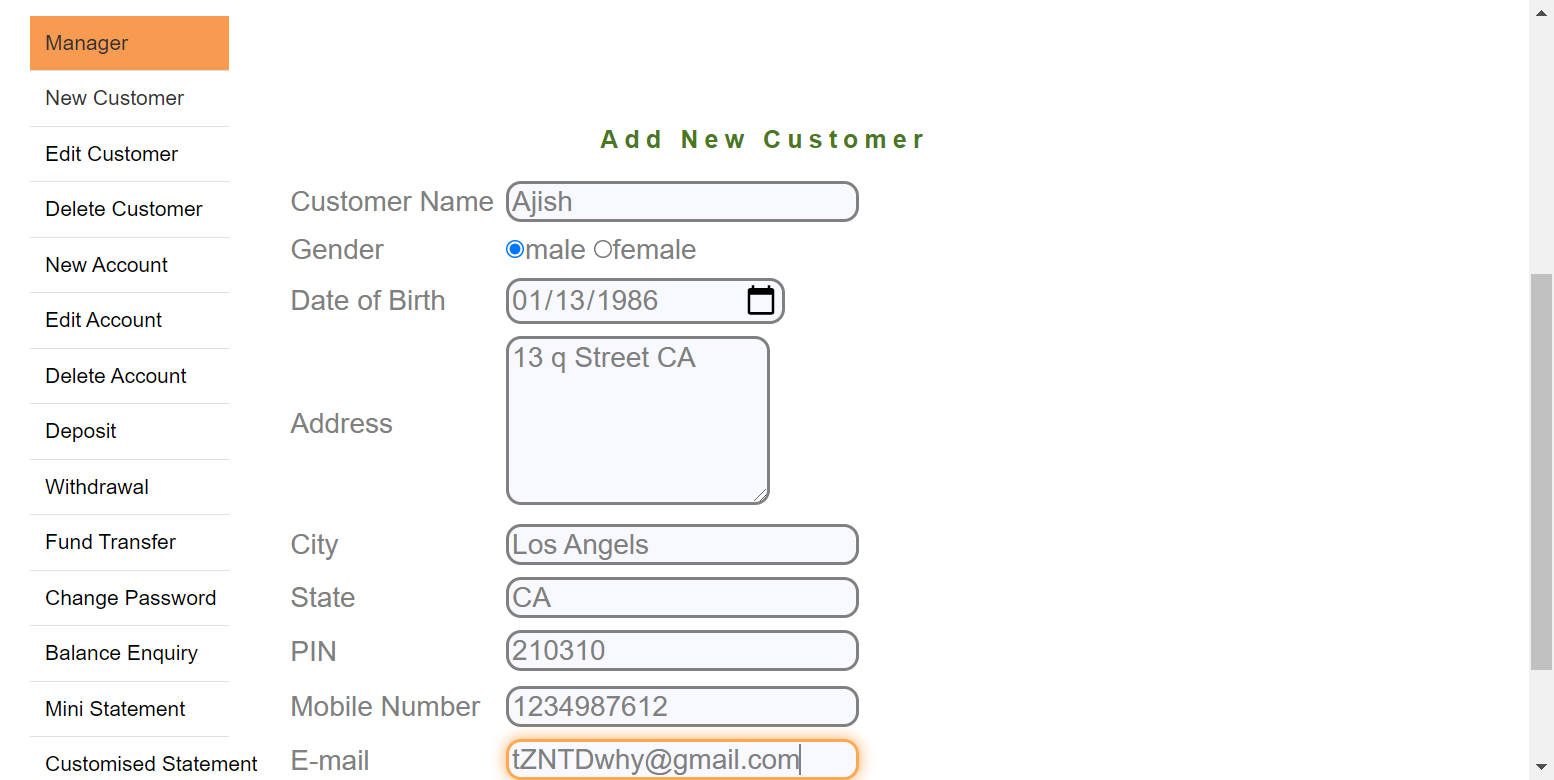 Manager
New Customer
Edit Customer
Delete Customer
New Account
Edit Account
Delete Account
Deposit
Withdrawal
Fund Transfer
Change Password
Balance Enquiry
Mini Statement
Customised Statement
Add New Customer
Customer Name Ajish
Gender male female
Date of Birth 01/13/1986
Address 13 q Street CA
City Los Angels
State CA
PIN 210310
Mobile Number 1234987612
E-mail tZNTDwhy@gmail.com